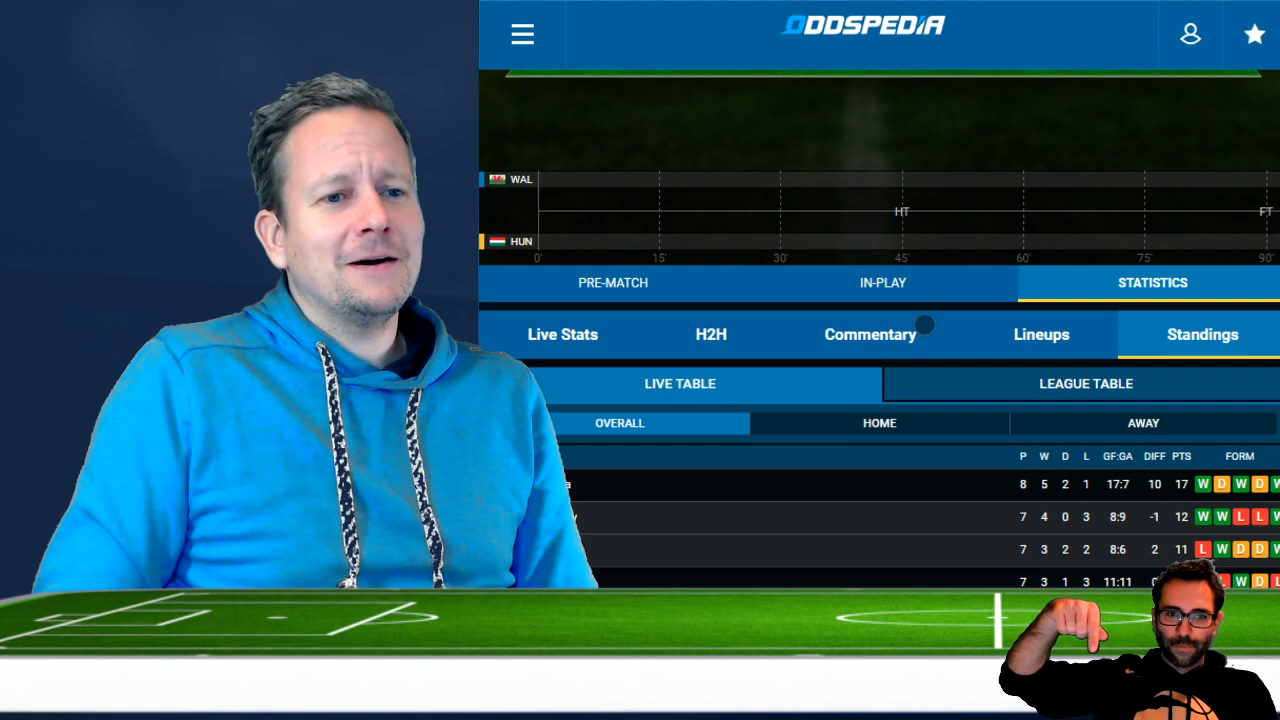 ODDSPEDIA
WAL
HT
FT
HUN
0' 15' 30' 45' 60' 75' 90'
PRE-MATCH IN-PLAY STATISTICS
Live Stats H2H Commentary Lineups Standings
LIVE TABLE LEAGUE TABLE
OVERALL HOME AWAY
P W D L GF:GA DIFF PTS FORM
a 8 5 2 1 17:7 10 17 W D W D W
7 4 0 3 8:9 -1 12 W W L L W
7 3 2 2 8:6 2 11 L W D D W
7 3 1 3 11:11 W D L